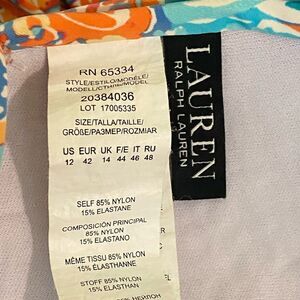 RN 65334
STYLE/ESTILO/MODÈLE/
MODELL/СТИЛЬ/MODEL
20384036
LOT 17005335
SIZE/TALLA/TAILLE/
GRÖßE/РАЗМЕР/ROZMIAR
US EUR UK F/E IT RU
12 42 14 44 46 48
SELF 85% NYLON
15% ELASTANE
COMPOSICIÓN PRINCIPAL
85% NYLON
15% ELASTANO
MÊME TISSU 85% NYLON
15% ÉLASTHANNE
STOFF 85% NYLON
15% ELASTHAN
LAUREN
RALPH LAUREN